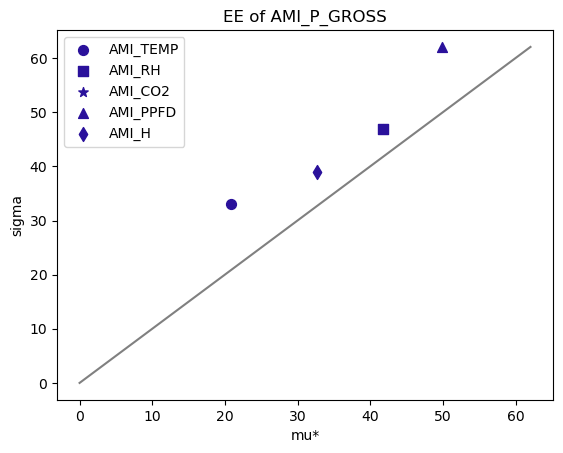 EE of AMI_P_GROSS
AMI_TEMP
AMI_RH
AMI_CO2
AMI_PPFD
AMI_H
60
50
40
30
20
10
0
sigma
0 10 20 30 40 50 60
mu*